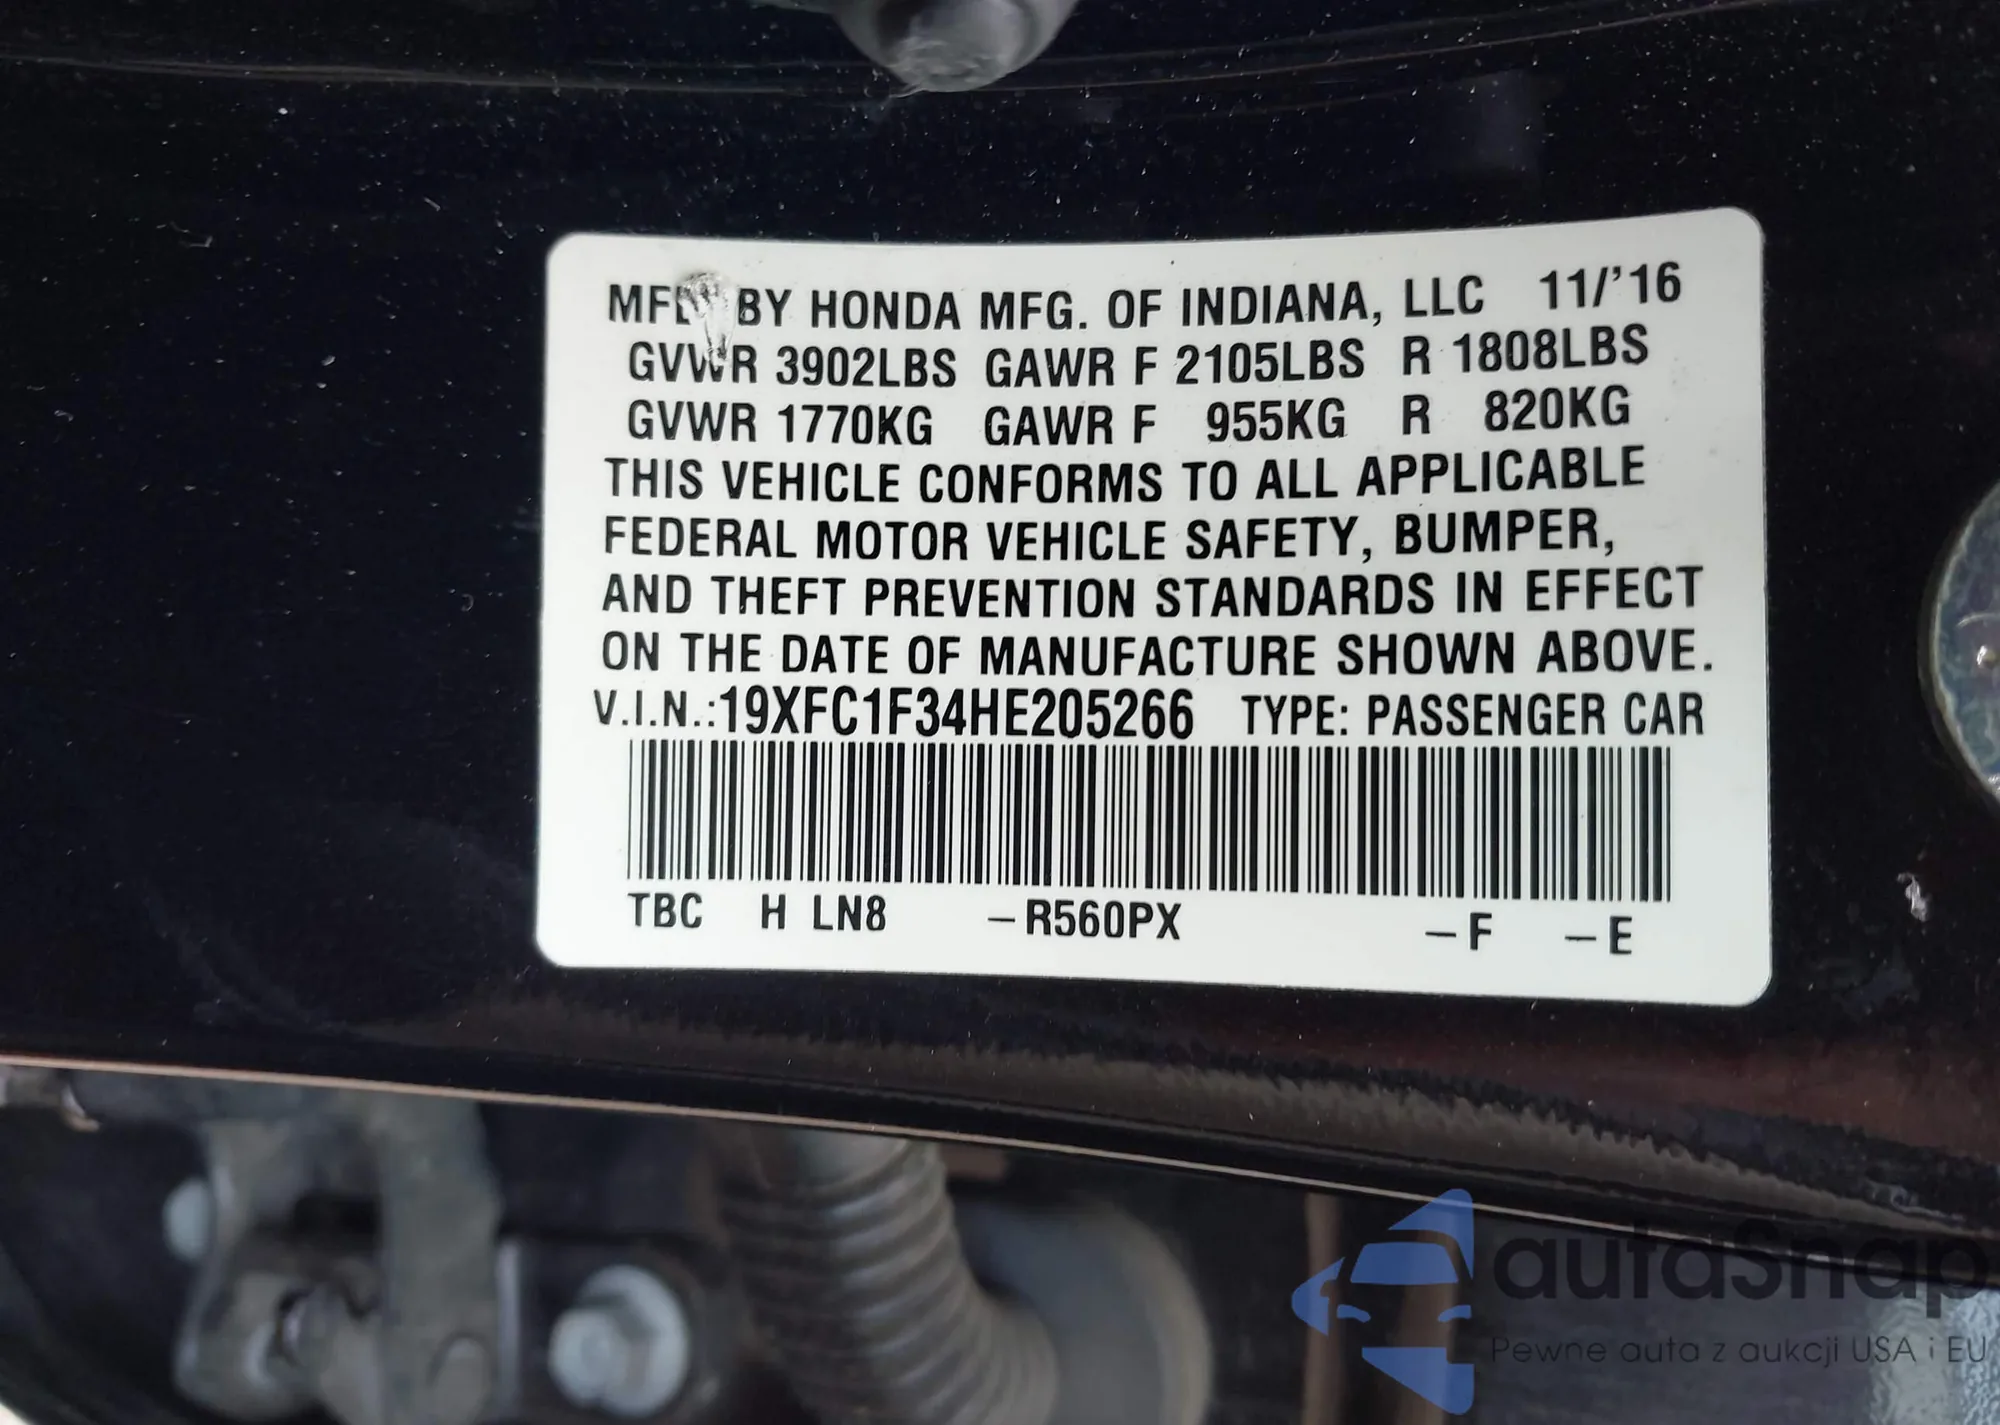 MFD BY HONDA MFG. OF INDIANA, LLC 11/'16
GVWR 3902LBS GAWR F 2105LBS R 1808LBS
GVWR 1770KG GAWR F 955KG R 820KG
THIS VEHICLE CONFORMS TO ALL APPLICABLE
FEDERAL MOTOR VEHICLE SAFETY, BUMPER,
AND THEFT PREVENTION STANDARDS IN EFFECT
ON THE DATE OF MANUFACTURE SHOWN ABOVE.
V.I.N.:19XFC1F34HE205266 TYPE: PASSENGER CAR
TBC H LN8 –R560PX –F –E
autaSnap
Pewne auta z aukcji USA i EU